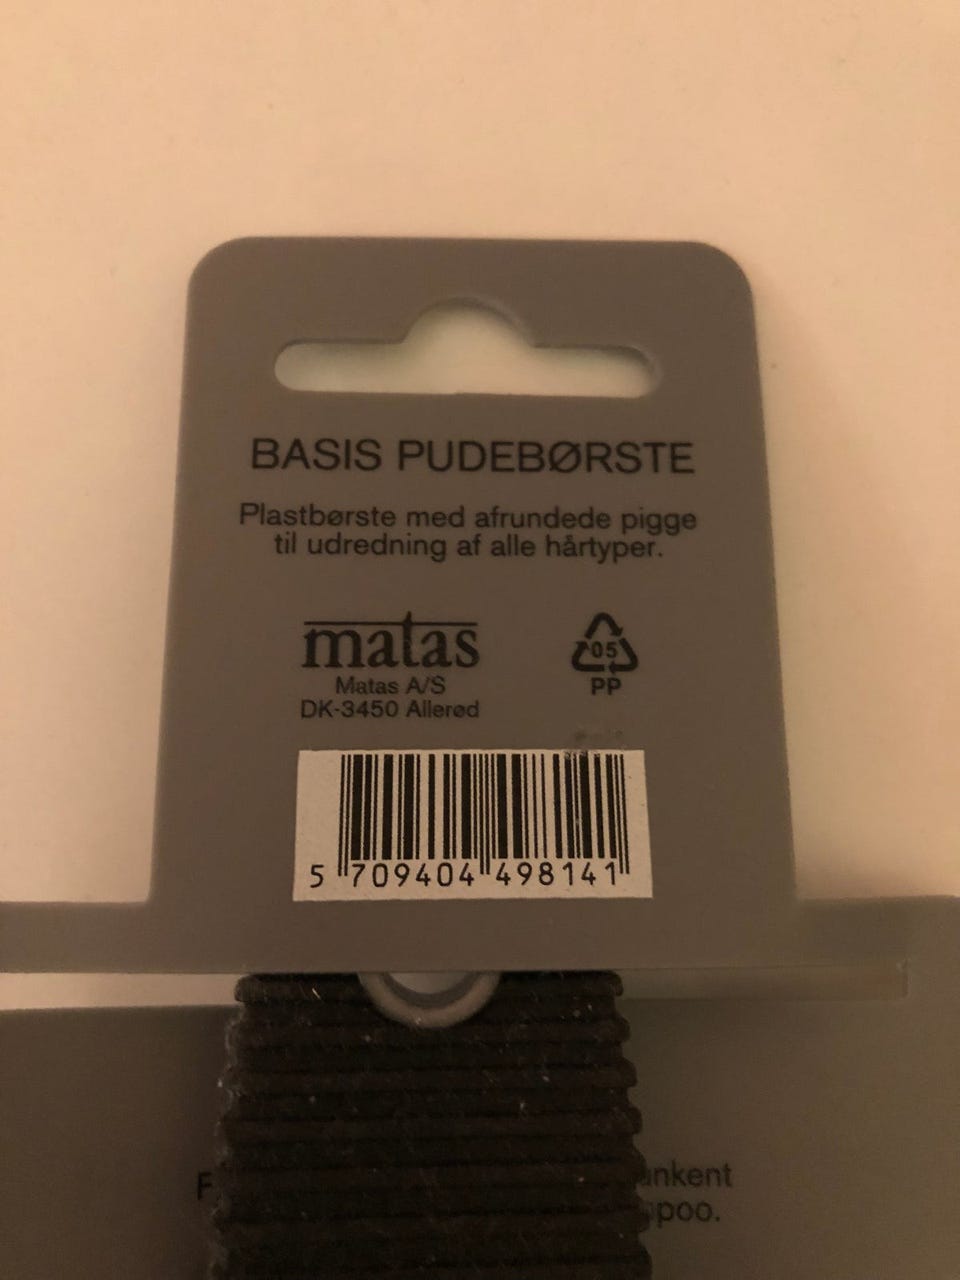 BASIS PUDEBØRSTE
Plastbørste med afrundede pigge
til udredning af alle hårtyper.
matas
Matas A/S
DK-3450 Allerød
05
PP
5 709404 498141